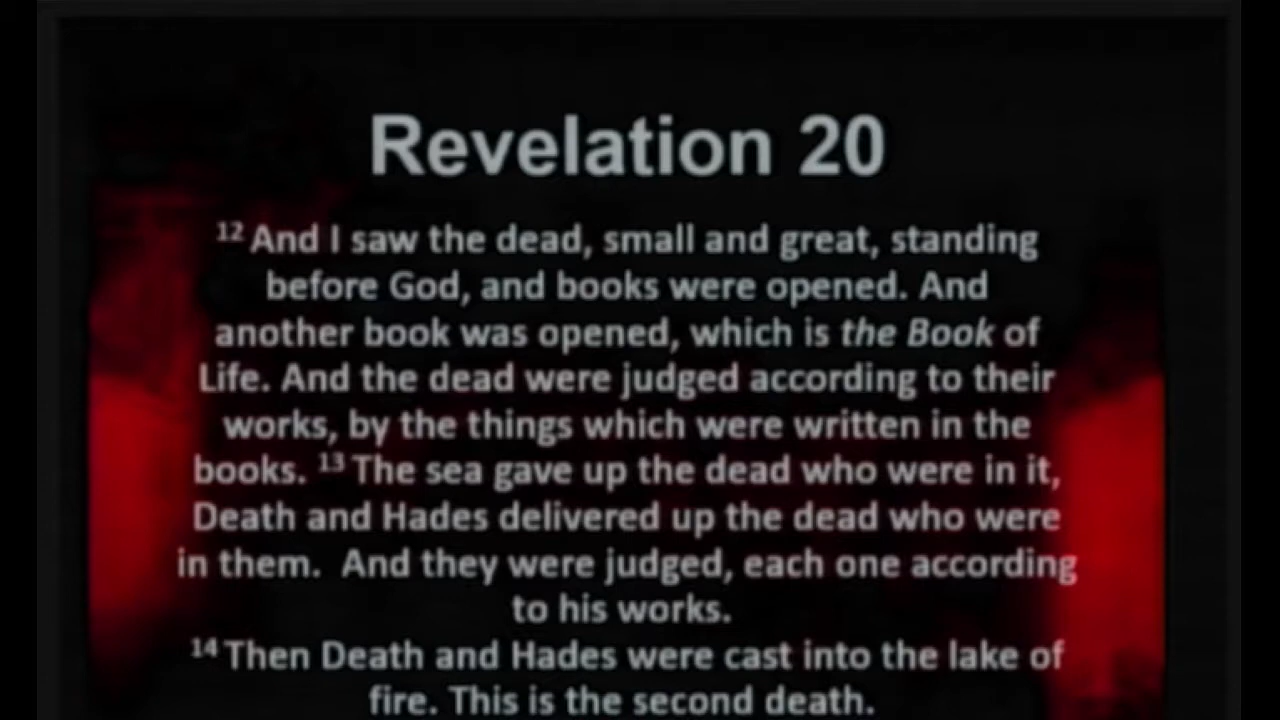 Revelation 20
¹² And I saw the dead, small and great, standing
before God, and books were opened. And
another book was opened, which is the Book of
Life. And the dead were judged according to their
works, by the things which were written in the
books. ¹³ The sea gave up the dead who were in it,
Death and Hades delivered up the dead who were
in them.  And they were judged, each one according
to his works.
¹⁴ Then Death and Hades were cast into the lake of
fire. This is the second death.